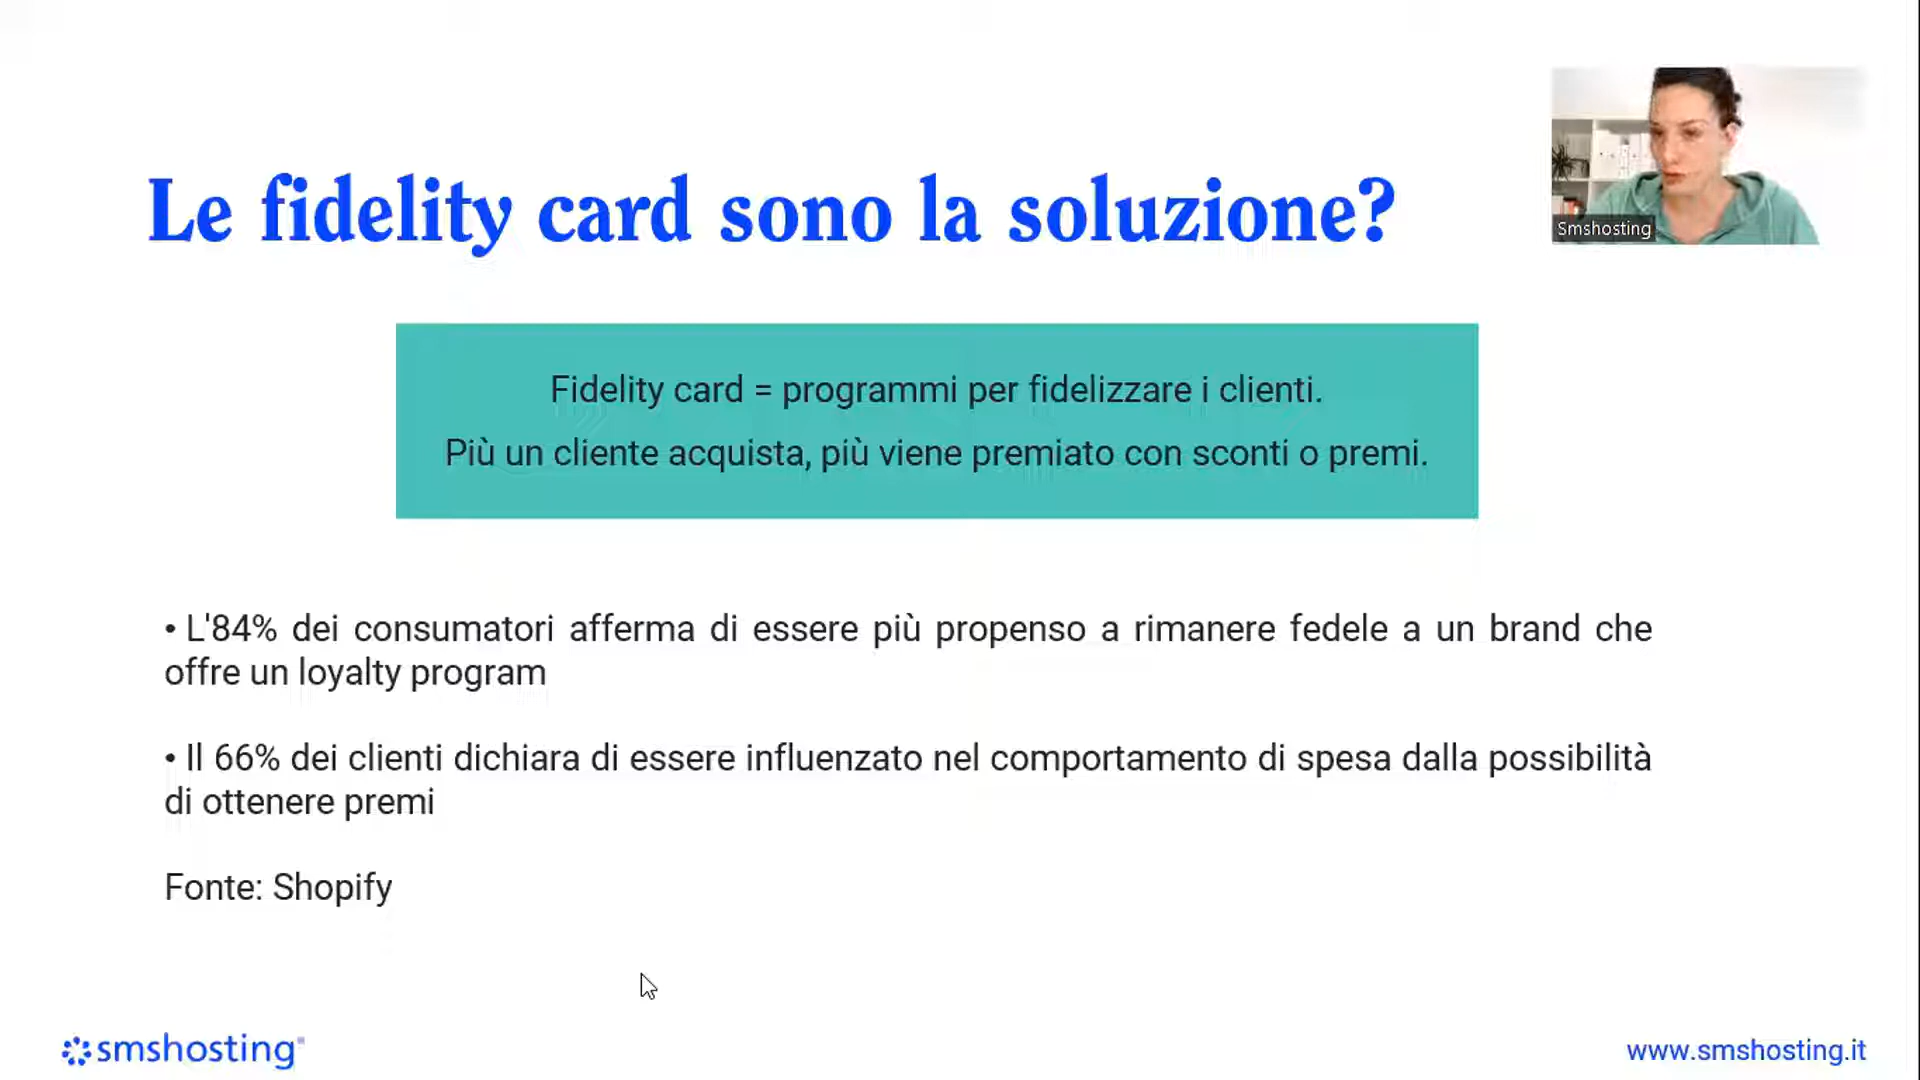 Le fidelity card sono la soluzione?
Smshosting
Fidelity card = programmi per fidelizzare i clienti.
Più un cliente acquista, più viene premiato con sconti o premi.
• L'84% dei consumatori afferma di essere più propenso a rimanere fedele a un brand che
offre un loyalty program
• Il 66% dei clienti dichiara di essere influenzato nel comportamento di spesa dalla possibilità
di ottenere premi
Fonte: Shopify
smshosting
www.smshosting.it